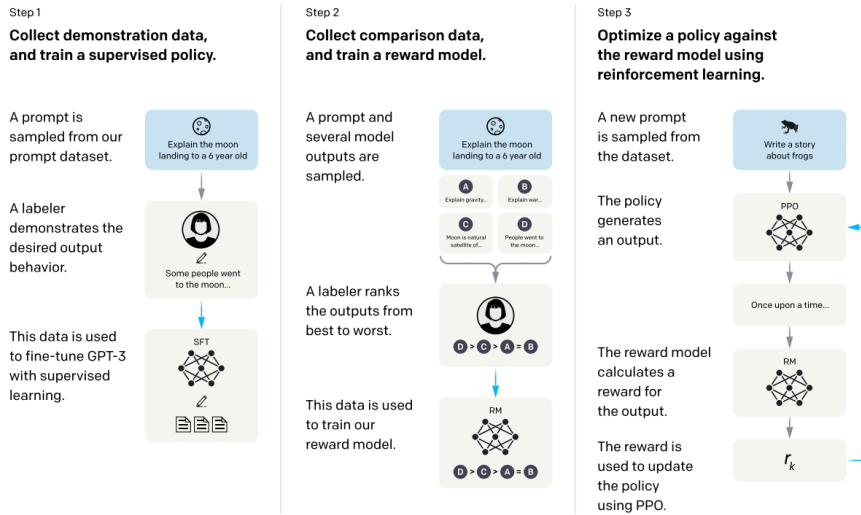 Step 1
Collect demonstration data,
and train a supervised policy.
A prompt is
sampled from our
prompt dataset.
Explain the moon
landing to a 6 year old
A labeler
demonstrates the
desired output
behavior.
Some people went
to the moon...
This data is used
to fine-tune GPT-3
with supervised
learning.
SFT
Step 2
Collect comparison data,
and train a reward model.
A prompt and
several model
outputs are
sampled.
Explain the moon
landing to a 6 year old
A
Explain gravity...
B
Explain war...
C
Moon is natural
satellite of...
D
People went to
the moon...
A labeler ranks
the outputs from
best to worst.
D > C > A = B
This data is used
to train our
reward model.
RM
D > C > A = B
Step 3
Optimize a policy against
the reward model using
reinforcement learning.
A new prompt
is sampled from
the dataset.
Write a story
about frogs
The policy
generates
an output.
PPO
Once upon a time...
The reward model
calculates a
reward for
the output.
RM
The reward is
used to update
the policy
using PPO.
rk